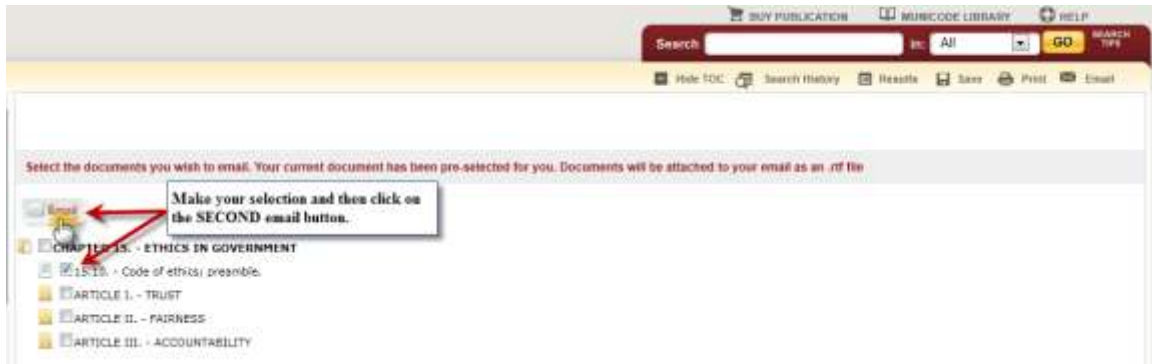 BUY PUBLICATION MUNICODE LIBRARY HELP
Search in: All GO SEARCH TIPS
Hide TOC Search History Results Save Print Email
Select the documents you wish to email. Your current document has been pre-selected for you. Documents will be attached to your email as an .rtf file
Make your selection and then click on
the SECOND email button.
Email
CHAPTER 15. - ETHICS IN GOVERNMENT
15.10. - Code of ethics; preamble.
ARTICLE I. - TRUST
ARTICLE II. - FAIRNESS
ARTICLE III. - ACCOUNTABILITY